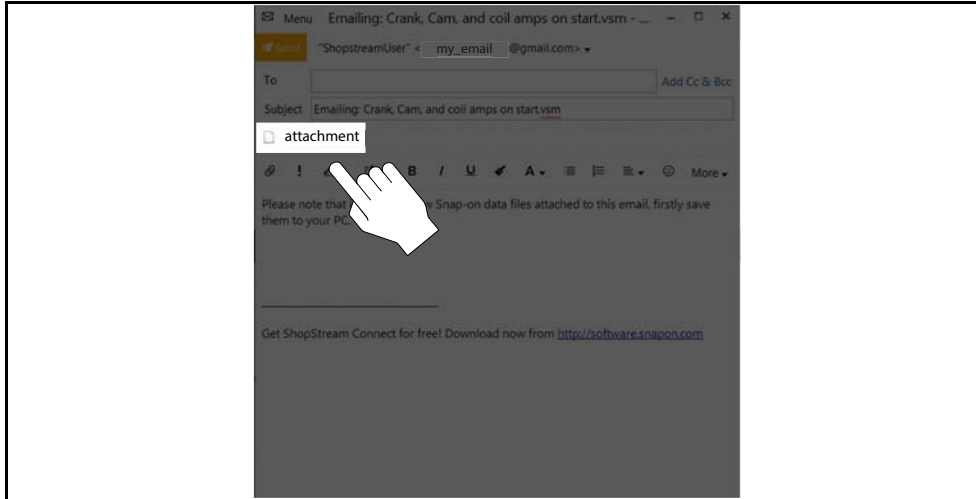 Menu Emailing: Crank, Cam, and coil amps on start.vsm - ...
Send "ShopstreamUser" < my_email @gmail.com>
To Add Cc & Bcc
Subject Emailing: Crank, Cam, and coil amps on start.vsm
attachment
B I U A More
Please note that Snap-on data files attached to this email, firstly save
them to your PC
Get ShopStream Connect for free! Download now from http://software.snapon.com